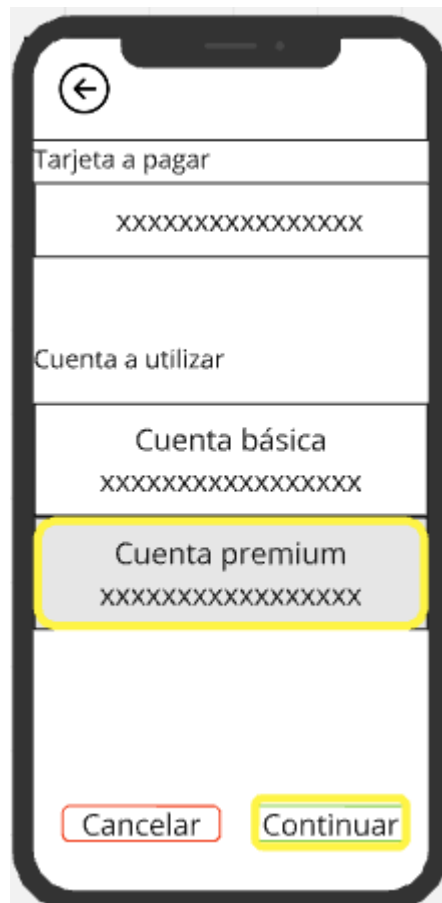 Tarjeta a pagar
xxxxxxxxxxxxxxxx
Cuenta a utilizar
Cuenta básica
xxxxxxxxxxxxxxxxx
Cuenta premium
xxxxxxxxxxxxxxxxx
Cancelar Continuar